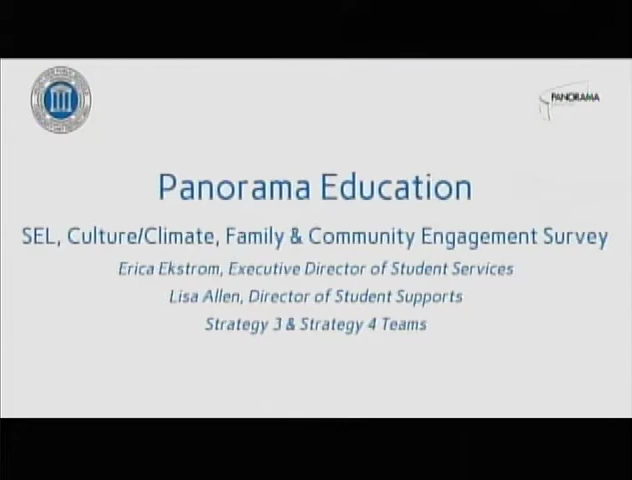 PANORAMA
Panorama Education
SEL, Culture/Climate, Family & Community Engagement Survey
Erica Ekstrom, Executive Director of Student Services
Lisa Allen, Director of Student Supports
Strategy 3 & Strategy 4 Teams